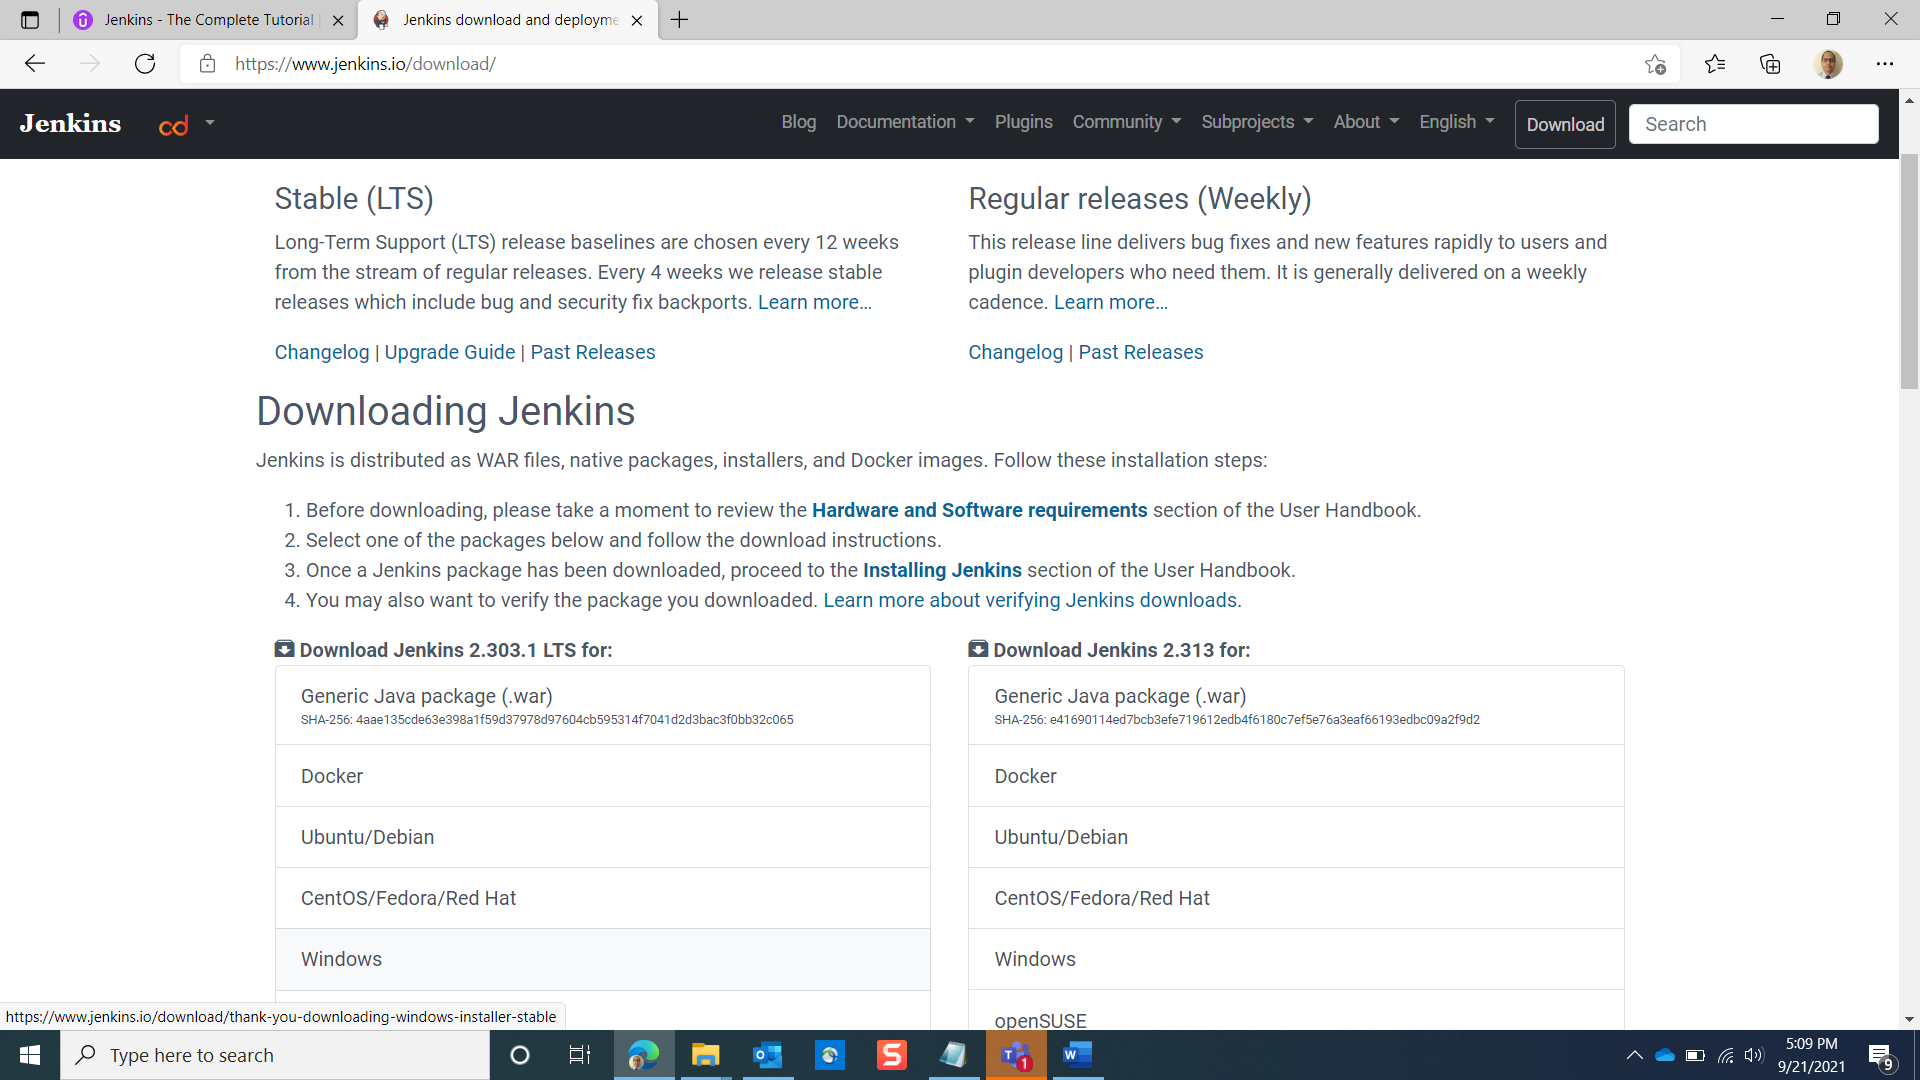 Jenkins - The Complete Tutorial
Jenkins download and deployme
https://www.jenkins.io/download/
Jenkins
cd
Blog
Documentation
Plugins
Community
Subprojects
About
English
Download
Search
Stable (LTS)
Long-Term Support (LTS) release baselines are chosen every 12 weeks
from the stream of regular releases. Every 4 weeks we release stable
releases which include bug and security fix backports. Learn more…
Changelog | Upgrade Guide | Past Releases
Regular releases (Weekly)
This release line delivers bug fixes and new features rapidly to users and
plugin developers who need them. It is generally delivered on a weekly
cadence. Learn more…
Changelog | Past Releases
Downloading Jenkins
Jenkins is distributed as WAR files, native packages, installers, and Docker images. Follow these installation steps:
1. Before downloading, please take a moment to review the Hardware and Software requirements section of the User Handbook.
2. Select one of the packages below and follow the download instructions.
3. Once a Jenkins package has been downloaded, proceed to the Installing Jenkins section of the User Handbook.
4. You may also want to verify the package you downloaded. Learn more about verifying Jenkins downloads.
Download Jenkins 2.303.1 LTS for:
Generic Java package (.war)
SHA-256: 4aae135cde63e398a1f59d37978d97604cb595314f7041d2d3bac3f0bb32c065
Docker
Ubuntu/Debian
CentOS/Fedora/Red Hat
Windows
Download Jenkins 2.313 for:
Generic Java package (.war)
SHA-256: e41690114ed7bcb3efe719612edb4f6180c7ef5e76a3eaf66193edbc09a2f9d2
Docker
Ubuntu/Debian
CentOS/Fedora/Red Hat
Windows
openSUSE
https://www.jenkins.io/download/thank-you-downloading-windows-installer-stable
Type here to search
5:09 PM
9/21/2021
9